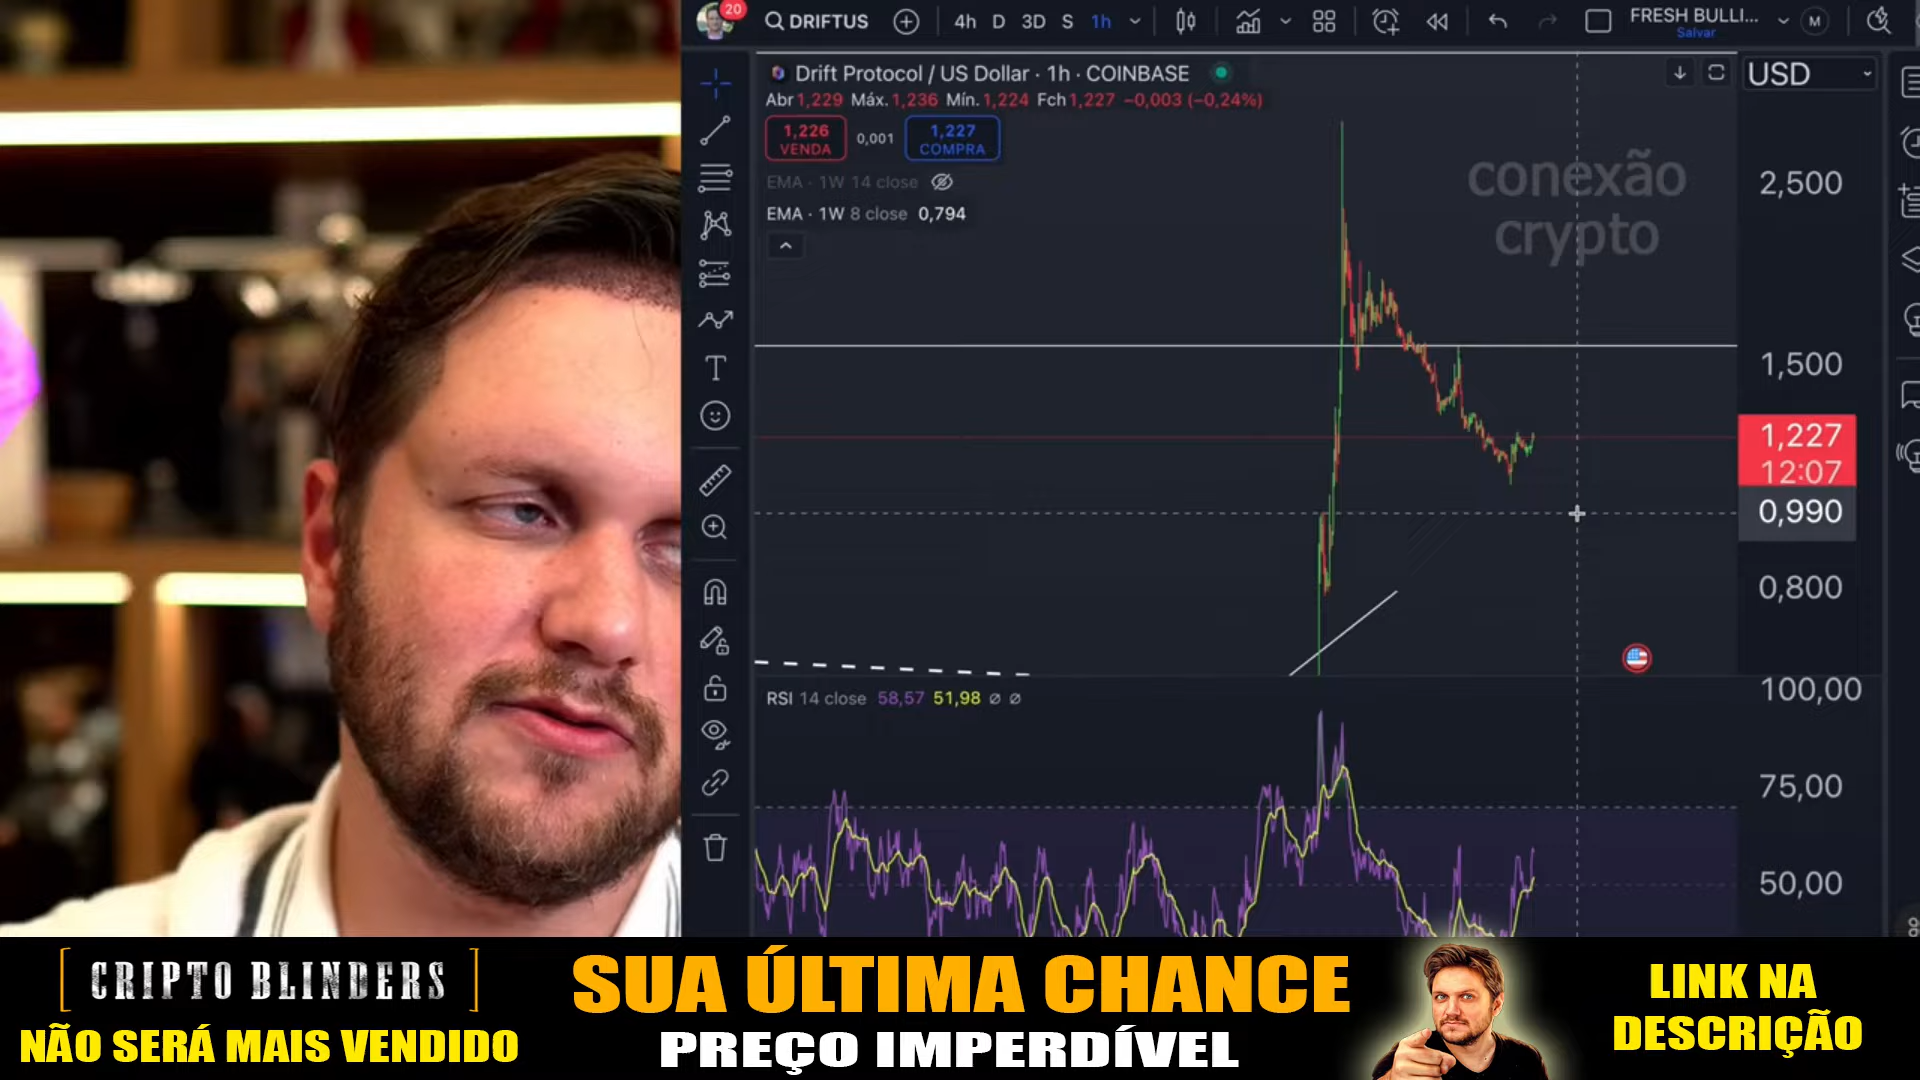 20
DRIFTUS
4h D 3D S 1h
FRESH BULLI...
Salvar
M
Drift Protocol / US Dollar · 1h · COINBASE
USD
Abr 1,229 Máx. 1,236 Mín. 1,224 Fch 1,227 −0,003 (−0,24%)
1,226
VENDA
0,001
1,227
COMPRA
EMA · 1W 14 close
EMA · 1W 8 close 0,794
conexão
crypto
2,500
1,500
1,227
12:07
0,990
0,800
RSI 14 close 58,57 51,98 ∅ ∅
100,00
75,00
50,00
[ CRIPTO BLINDERS ]
NÃO SERÁ MAIS VENDIDO
SUA ÚLTIMA CHANCE
PREÇO IMPERDÍVEL
LINK NA
DESCRIÇÃO